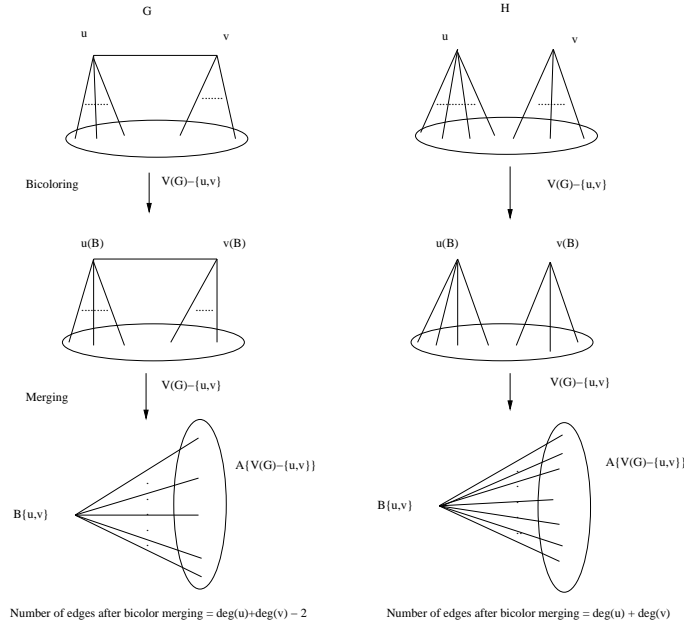 G
H
u
v
u
v
Bicoloring
V(G)−{u,v}
V(G)−{u,v}
u(B)
v(B)
u(B)
v(B)
Merging
V(G)−{u,v}
V(G)−{u,v}
A{V(G)−{u,v}}
A{V(G)−{u,v}}
B{u,v}
B{u,v}
Number of edges after bicolor merging = deg(u)+deg(v) − 2
Number of edges after bicolor merging = deg(u) + deg(v)